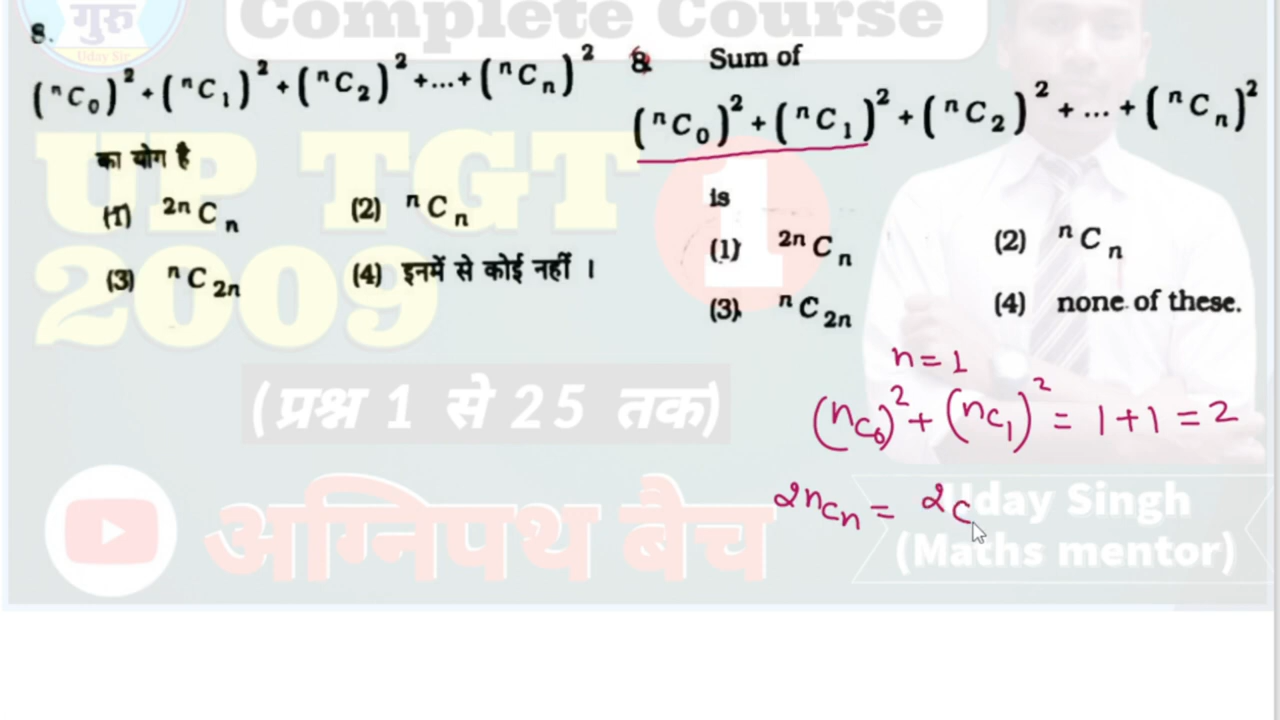 गुरु
Uday Sir
Complete Course
8.
(ⁿC₀)² + (ⁿC₁)² + (ⁿC₂)² + ... + (ⁿCₙ)²
का योग है
(1) ²ⁿCₙ (2) ⁿCₙ
(3) ⁿC₂ₙ (4) इनमें से कोई नहीं ।
8. Sum of
(ⁿC₀)² + (ⁿC₁)² + (ⁿC₂)² + ... + (ⁿCₙ)²
is
(1) ²ⁿCₙ (2) ⁿCₙ
(3) ⁿC₂ₙ (4) none of these.
n = 1
(ⁿC₀)² + (ⁿC₁)² = 1 + 1 = 2
²ⁿCₙ = ²C
UP TGT
2009
1
(प्रश्न 1 से 25 तक)
अग्निपथ बैच
Uday Singh
(Maths mentor)